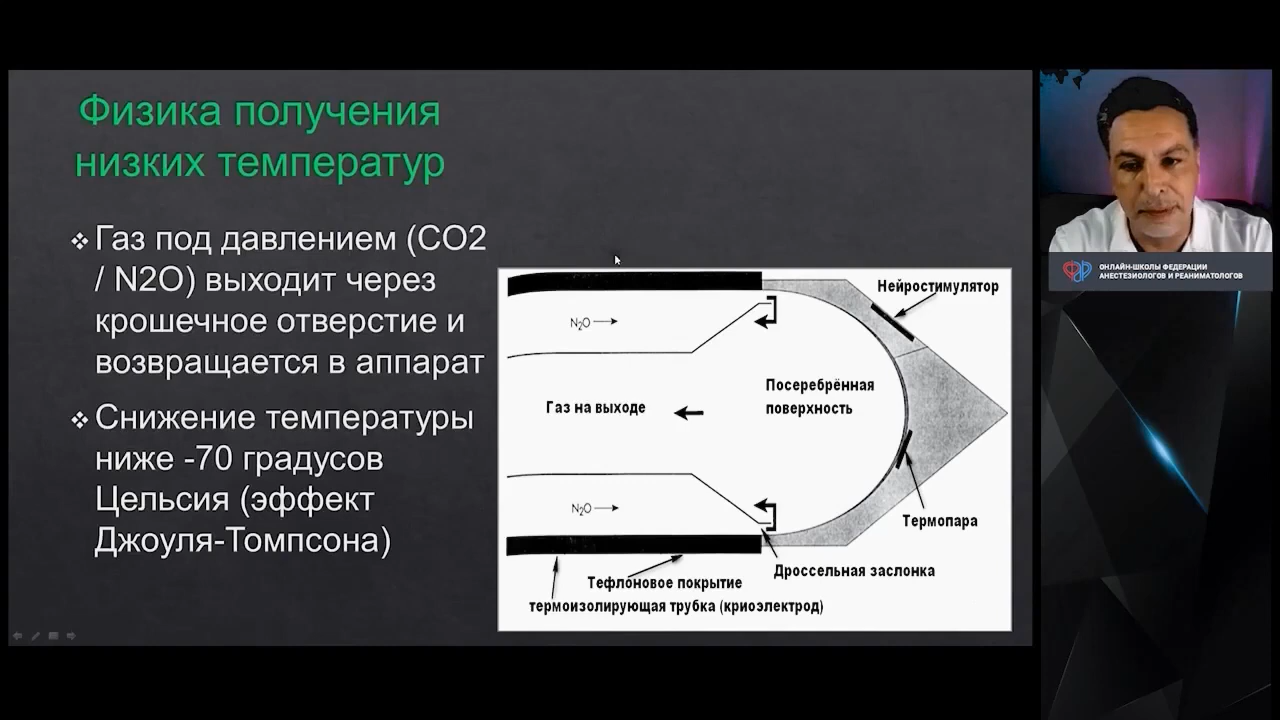 Физика получения
низких температур
❖ Газ под давлением (CO2
/ N2O) выходит через
крошечное отверстие и
возвращается в аппарат
❖ Снижение температуры
ниже -70 градусов
Цельсия (эффект
Джоуля-Томпсона)
Нейростимулятор
N₂O
Посеребрённая
поверхность
Газ на выходе
N₂O
Термопара
Дроссельная заслонка
Тефлоновое покрытие
термоизолирующая трубка (криоэлектрод)
ОНЛАЙН-ШКОЛЫ ФЕДЕРАЦИИ
АНЕСТЕЗИОЛОГОВ И РЕАНИМАТОЛОГОВ